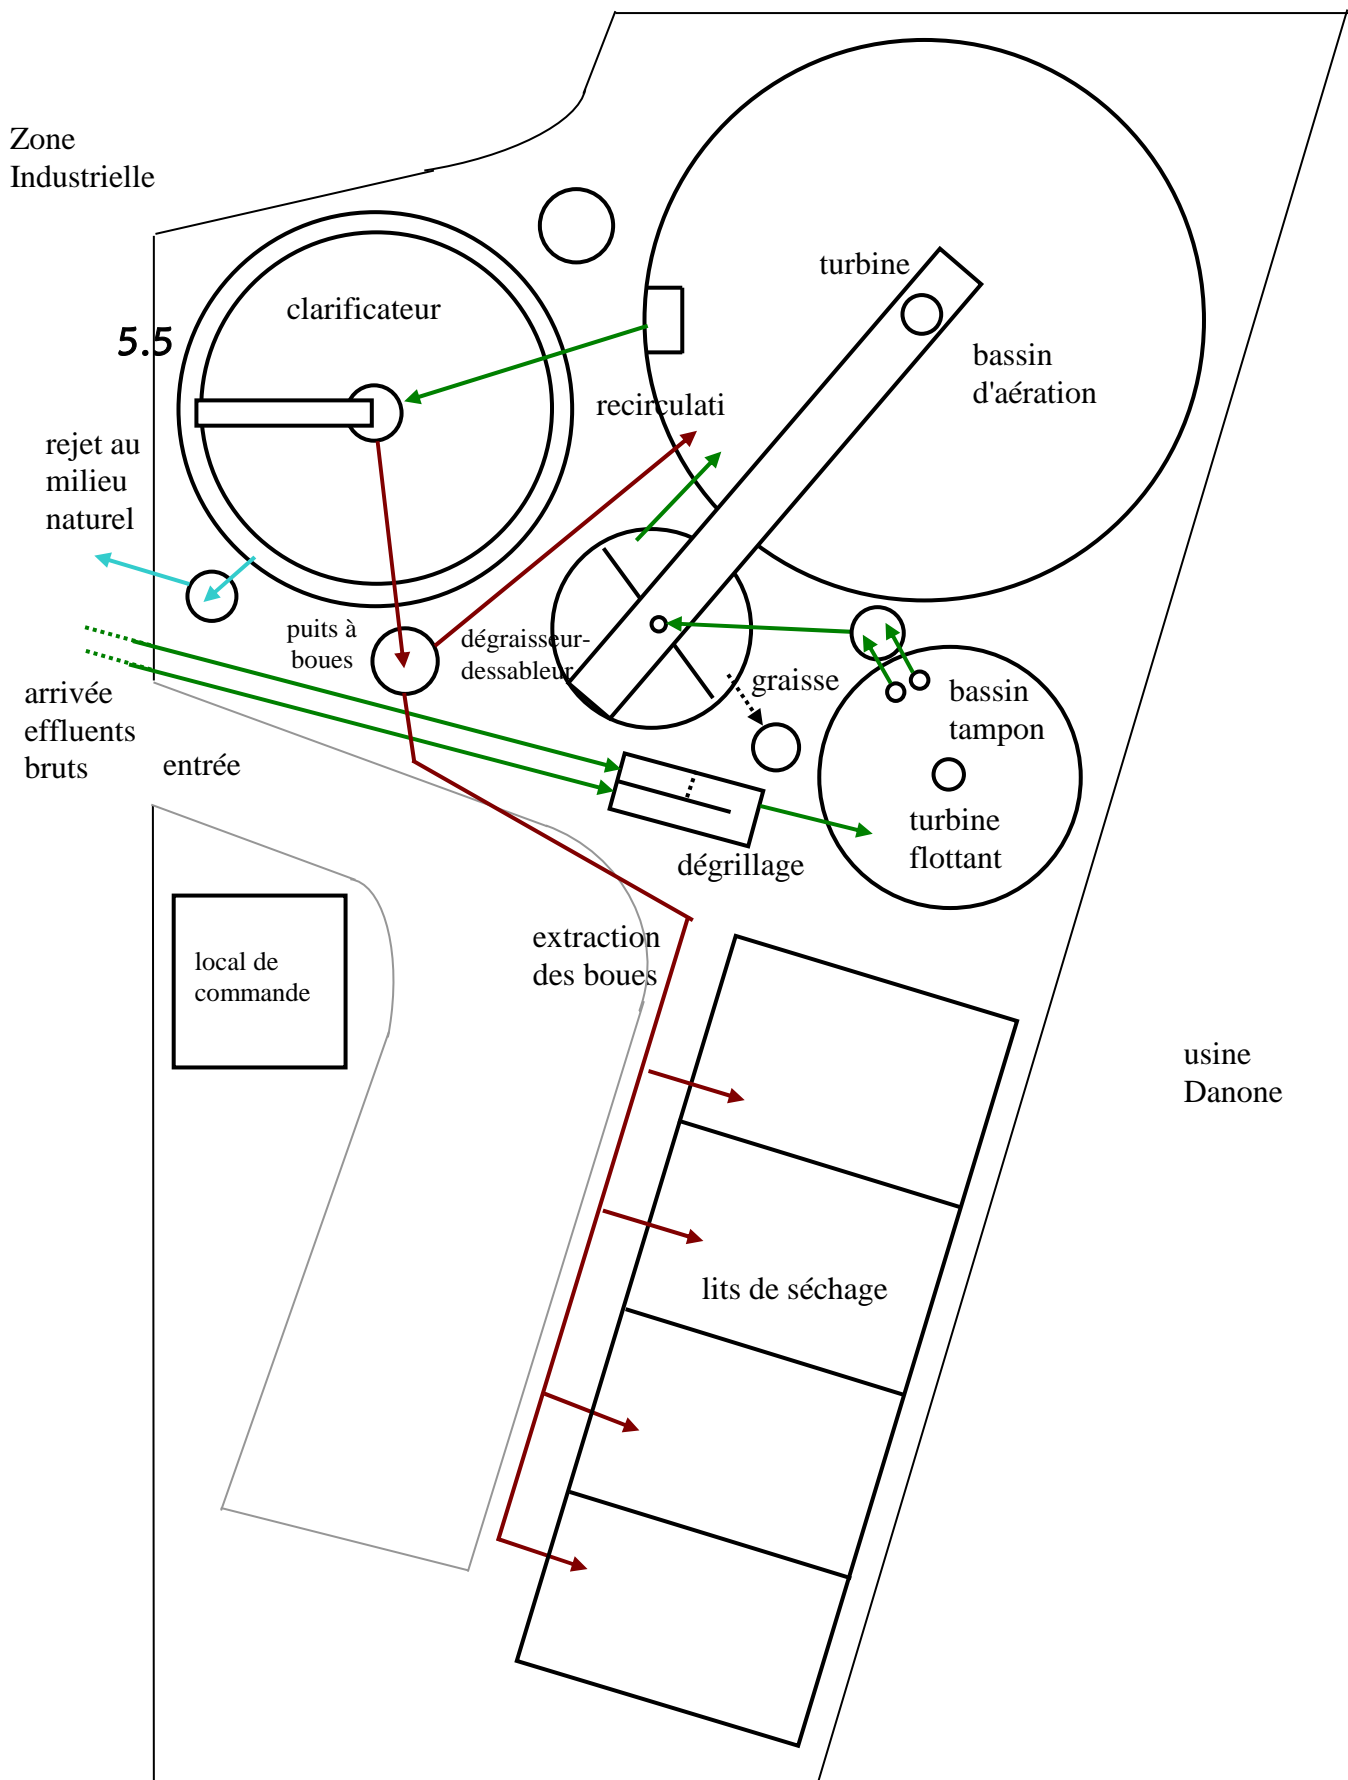 Zone
Industrielle
turbine
clarificateur
5.5
bassin
d'aération
recirculati
rejet au
milieu
naturel
puits à
boues
dégraisseur-
dessableur
graisse
bassin
tampon
arrivée
effluents
bruts
entrée
turbine
flottant
dégrillage
extraction
des boues
local de
commande
usine
Danone
lits de séchage